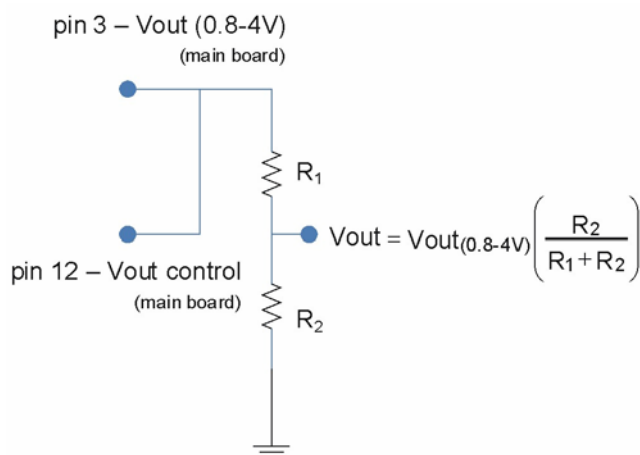 pin 3 – Vout (0.8-4V)
(main board)
R1
Vout = Vout(0.8-4V) ( R2 / R1 + R2 )
pin 12 – Vout control
(main board)
R2